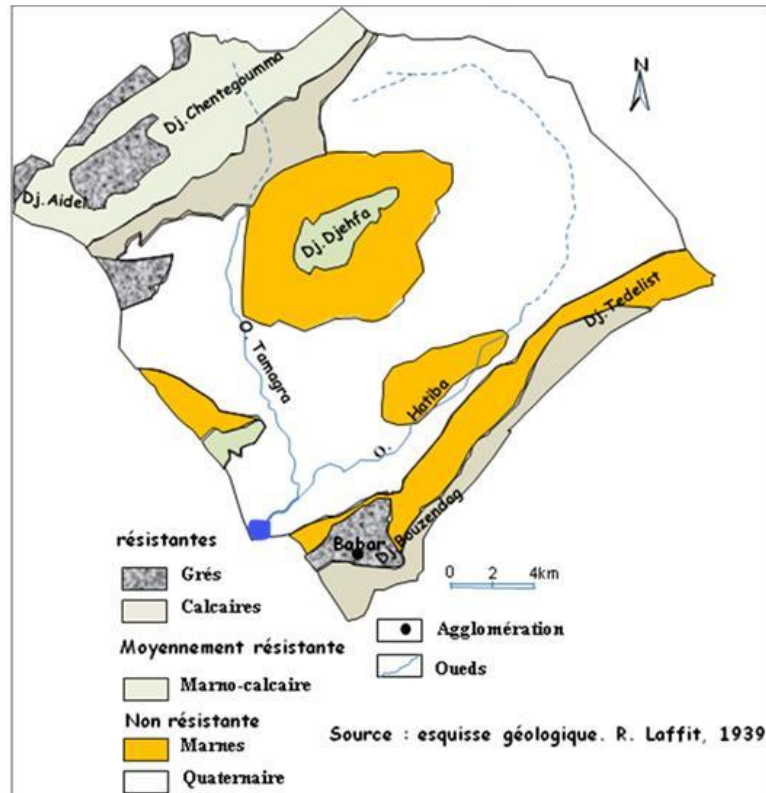 N
Dj.Chentegoumma
Dj.Aidel
Dj.Djehfa
Dj.Tedelist
O. Tamagra
Hatiba
O.
Dj.Bouzendag
Babar
0 2 4km
résistantes
Grés
Calcaires
Moyennement résistante
Marno-calcaire
Non résistante
Marnes
Quaternaire
Agglomération
Oueds
Source : esquisse géologique. R. Laffit, 1939